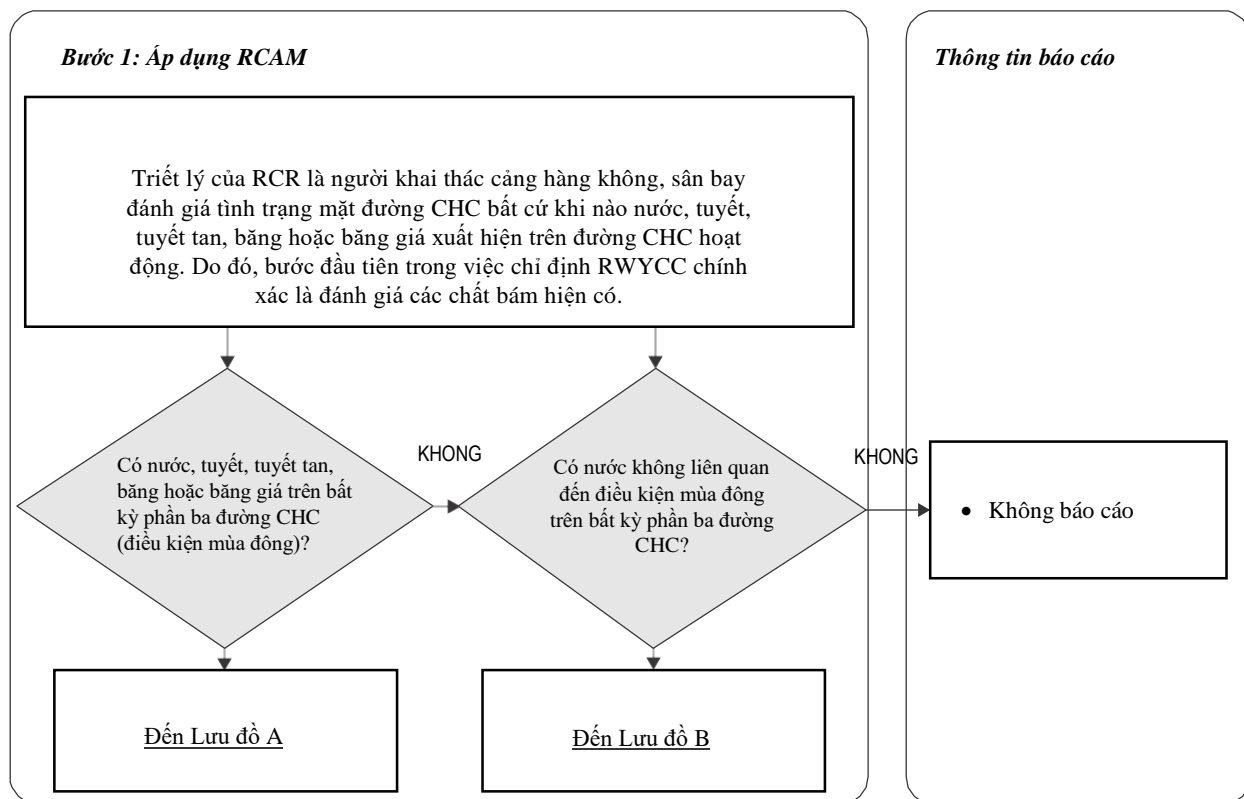 Bước 1: Áp dụng RCAM
Thông tin báo cáo
Triết lý của RCR là người khai thác cảng hàng không, sân bay
đánh giá tình trạng mặt đường CHC bất cứ khi nào nước, tuyết,
tuyết tan, băng hoặc băng giá xuất hiện trên đường CHC hoạt
động. Do đó, bước đầu tiên trong việc chỉ định RWYCC chính
xác là đánh giá các chất bám hiện có.
Có nước, tuyết, tuyết tan,
băng hoặc băng giá trên bất
kỳ phần ba đường CHC
(điều kiện mùa đông)?
KHONG
Có nước không liên quan
đến điều kiện mùa đông
trên bất kỳ phần ba đường
CHC?
KHONG
• Không báo cáo
Đến Lưu đồ A
Đến Lưu đồ B